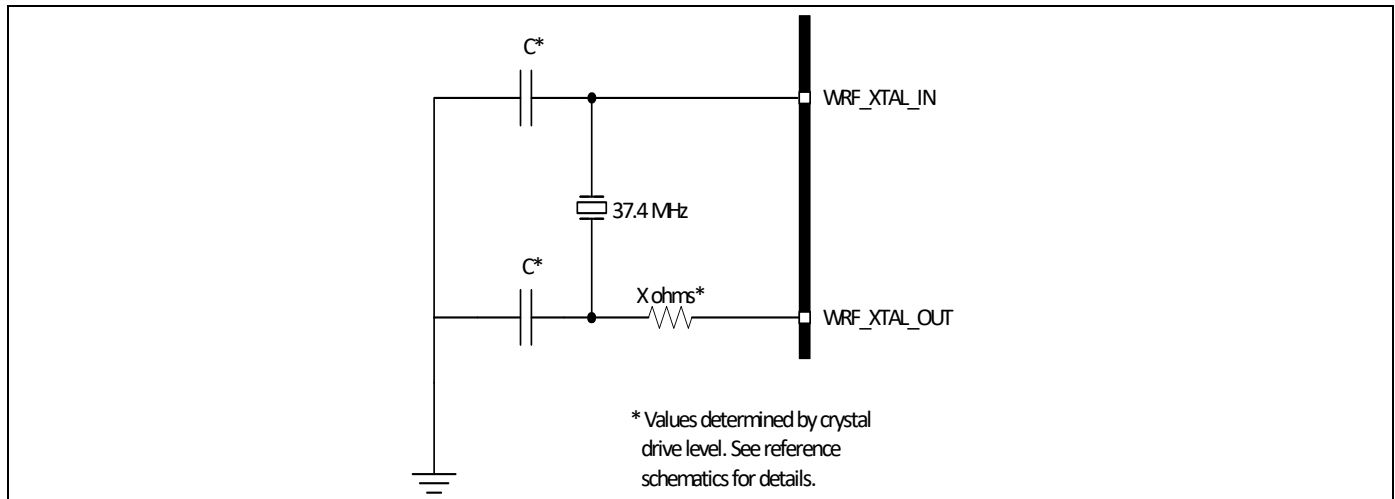 C*
WRF_XTAL_IN
37.4 MHz
C*
X ohms*
WRF_XTAL_OUT
* Values determined by crystal
drive level. See reference
schematics for details.